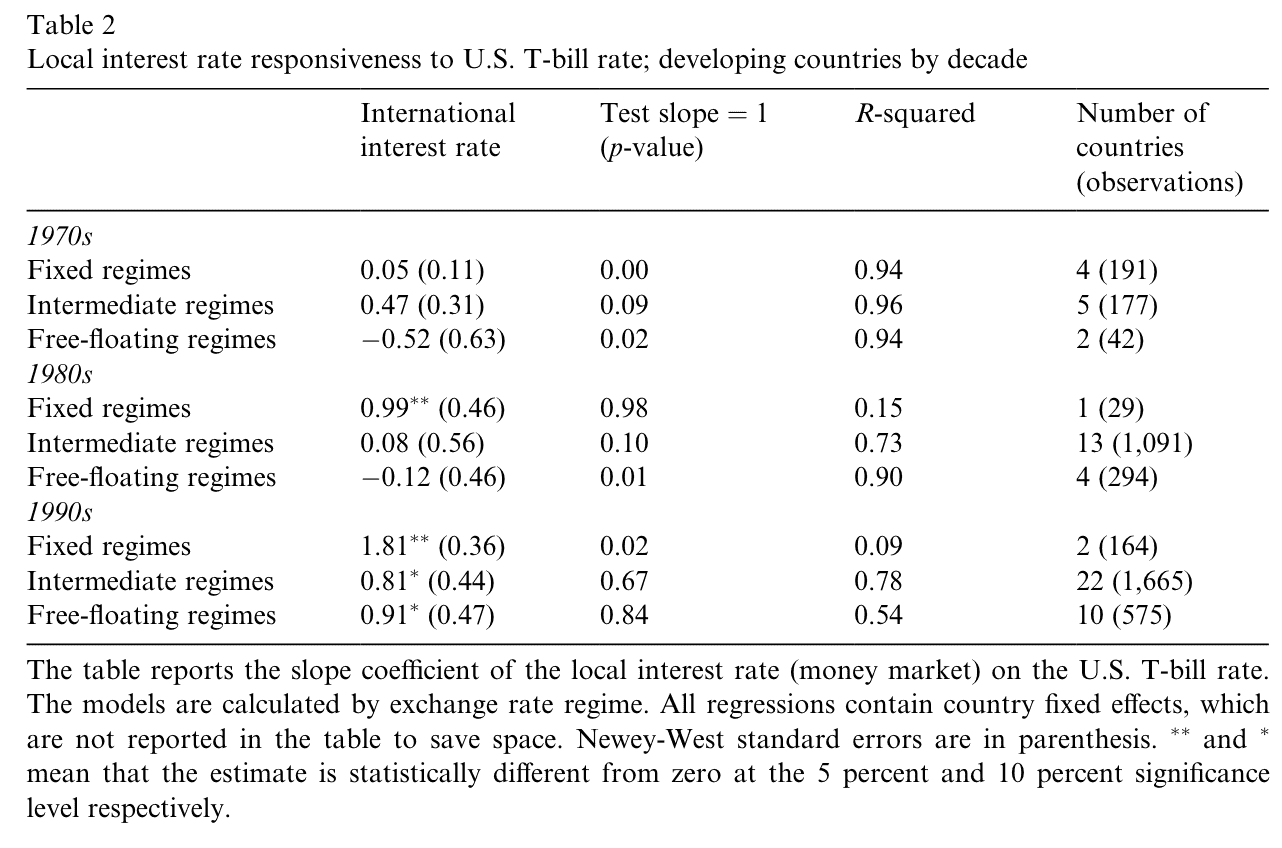 Table 2
Local interest rate responsiveness to U.S. T-bill rate; developing countries by decade
International interest rate Test slope = 1 (p-value) R-squared Number of countries (observations)
1970s
Fixed regimes 0.05 (0.11) 0.00 0.94 4 (191)
Intermediate regimes 0.47 (0.31) 0.09 0.96 5 (177)
Free-floating regimes −0.52 (0.63) 0.02 0.94 2 (42)
1980s
Fixed regimes 0.99** (0.46) 0.98 0.15 1 (29)
Intermediate regimes 0.08 (0.56) 0.10 0.73 13 (1,091)
Free-floating regimes −0.12 (0.46) 0.01 0.90 4 (294)
1990s
Fixed regimes 1.81** (0.36) 0.02 0.09 2 (164)
Intermediate regimes 0.81* (0.44) 0.67 0.78 22 (1,665)
Free-floating regimes 0.91* (0.47) 0.84 0.54 10 (575)
The table reports the slope coefficient of the local interest rate (money market) on the U.S. T-bill rate.
The models are calculated by exchange rate regime. All regressions contain country fixed effects, which
are not reported in the table to save space. Newey-West standard errors are in parenthesis. ** and *
mean that the estimate is statistically different from zero at the 5 percent and 10 percent significance
level respectively.